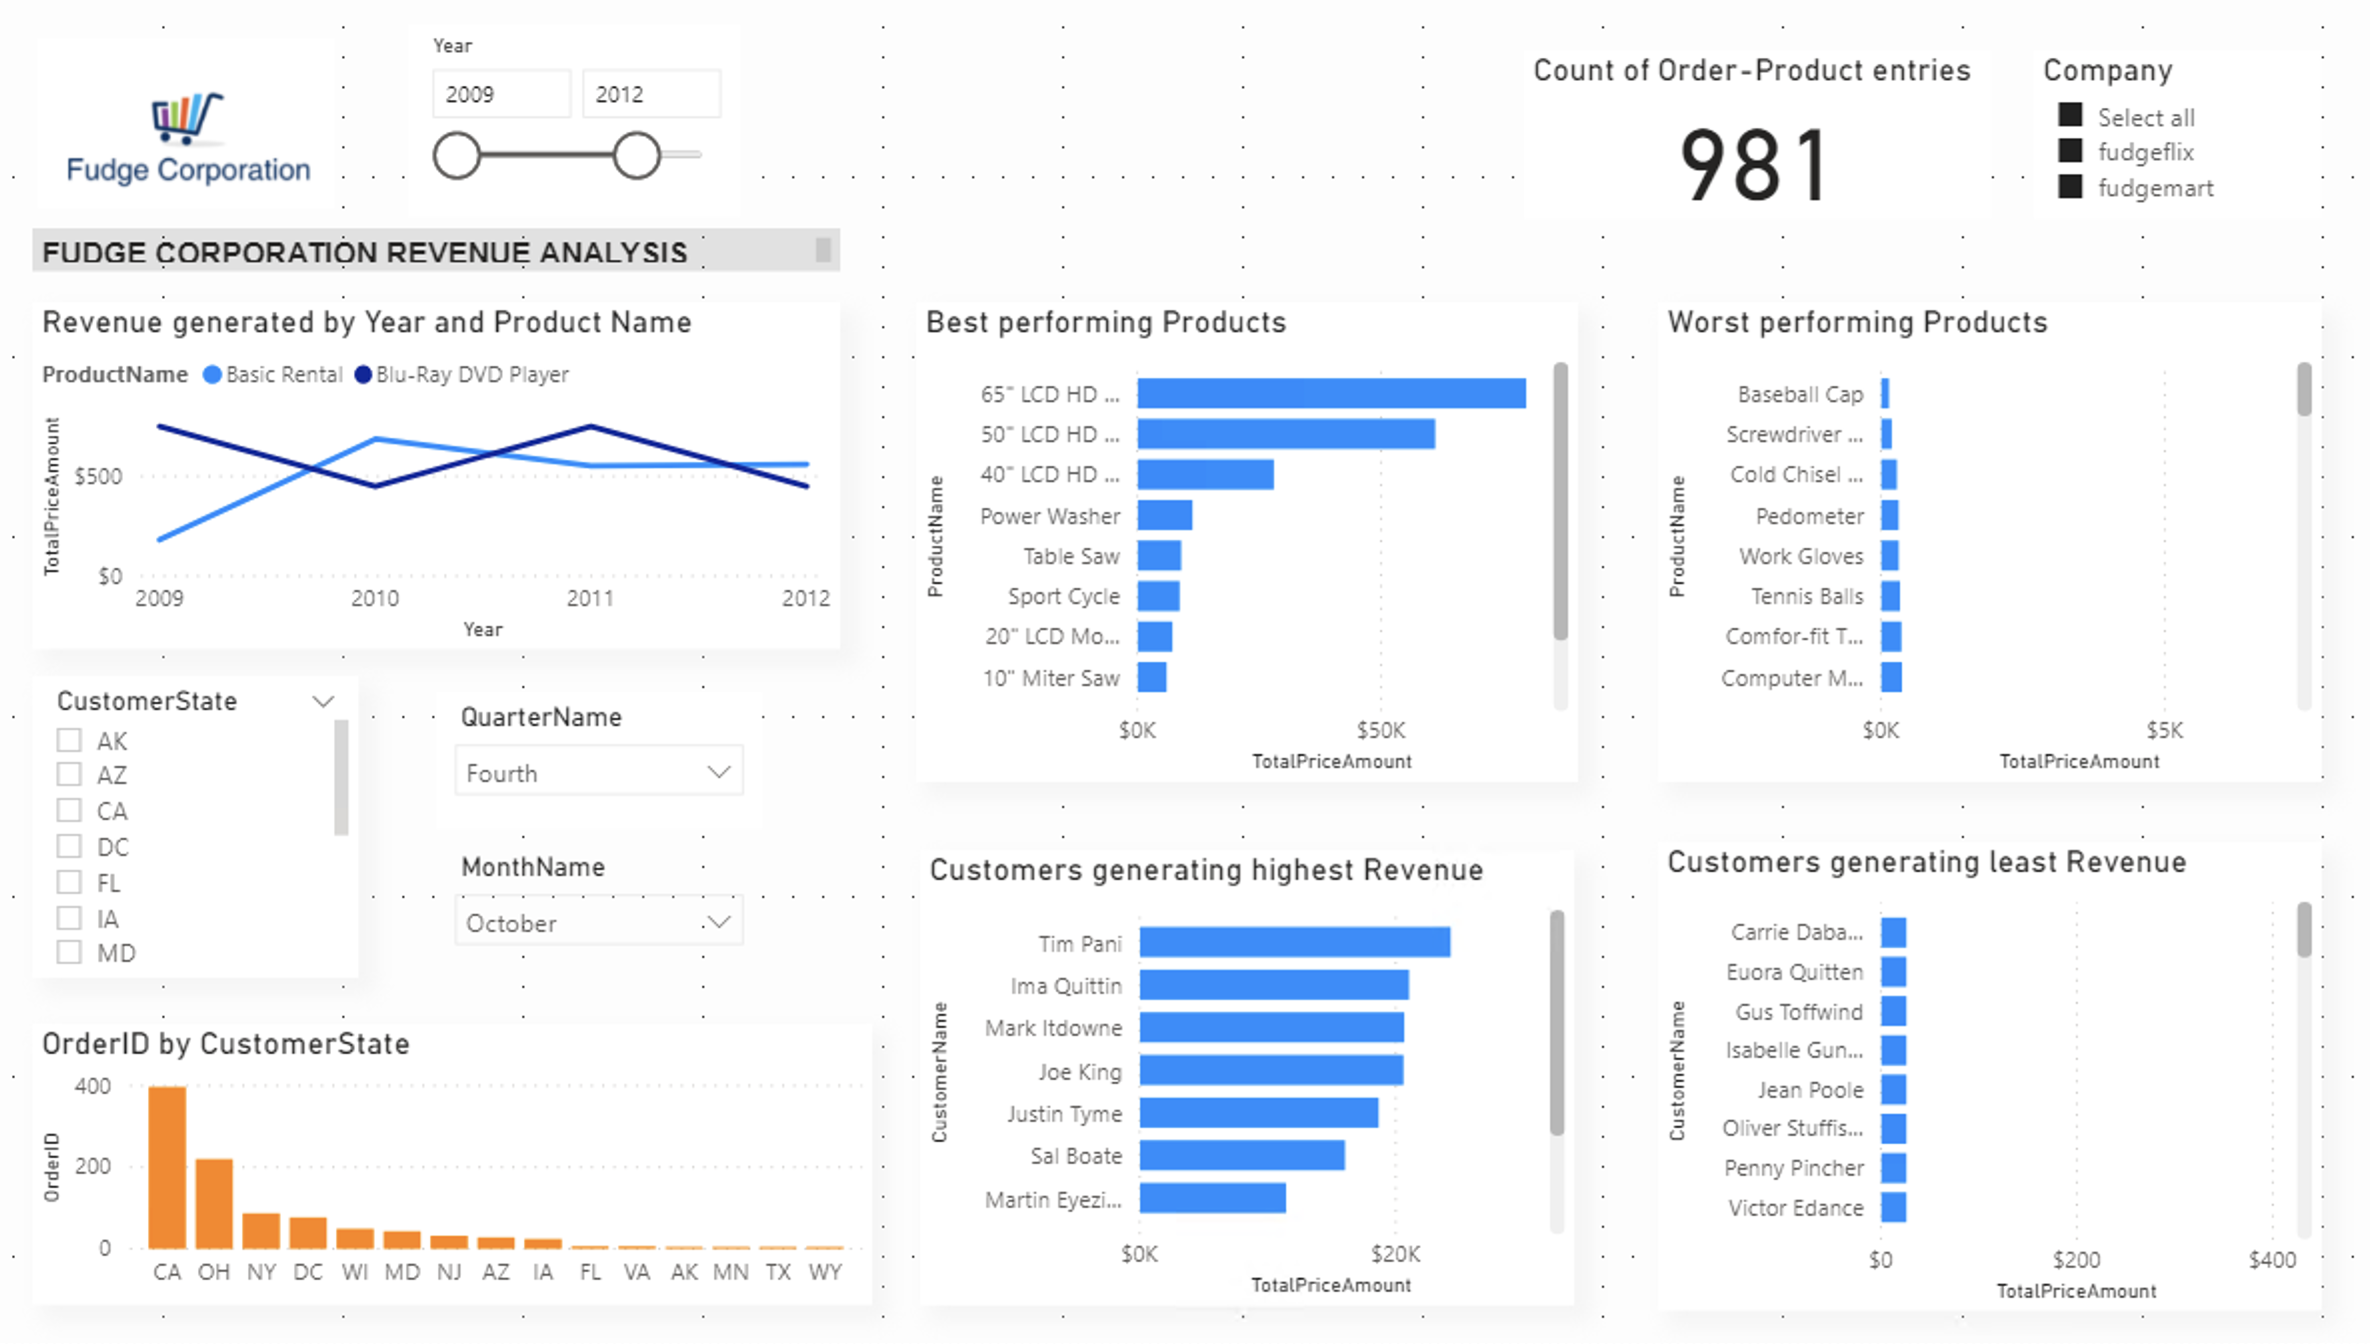 Fudge Corporation
Year
2009 2012
Count of Order-Product entries
981
Company
Select all
fudgeflix
fudgemart
FUDGE CORPORATION REVENUE ANALYSIS
Revenue generated by Year and Product Name
ProductName Basic Rental Blu-Ray DVD Player
TotalPriceAmount
$500
$0
2009 2010 2011 2012
Year
Best performing Products
ProductName
65" LCD HD ...
50" LCD HD ...
40" LCD HD ...
Power Washer
Table Saw
Sport Cycle
20" LCD Mo...
10" Miter Saw
$0K $50K
TotalPriceAmount
Worst performing Products
ProductName
Baseball Cap
Screwdriver ...
Cold Chisel ...
Pedometer
Work Gloves
Tennis Balls
Comfor-fit T...
Computer M...
$0K $5K
TotalPriceAmount
CustomerState
AK
AZ
CA
DC
FL
IA
MD
QuarterName
Fourth
MonthName
October
OrderID by CustomerState
OrderID
400
200
0
CA OH NY DC WI MD NJ AZ IA FL VA AK MN TX WY
Customers generating highest Revenue
CustomerName
Tim Pani
Ima Quittin
Mark Itdowne
Joe King
Justin Tyme
Sal Boate
Martin Eyezi...
$0K $20K
TotalPriceAmount
Customers generating least Revenue
CustomerName
Carrie Daba...
Euora Quitten
Gus Toffwind
Isabelle Gun...
Jean Poole
Oliver Stuffis...
Penny Pincher
Victor Edance
$0 $200 $400
TotalPriceAmount